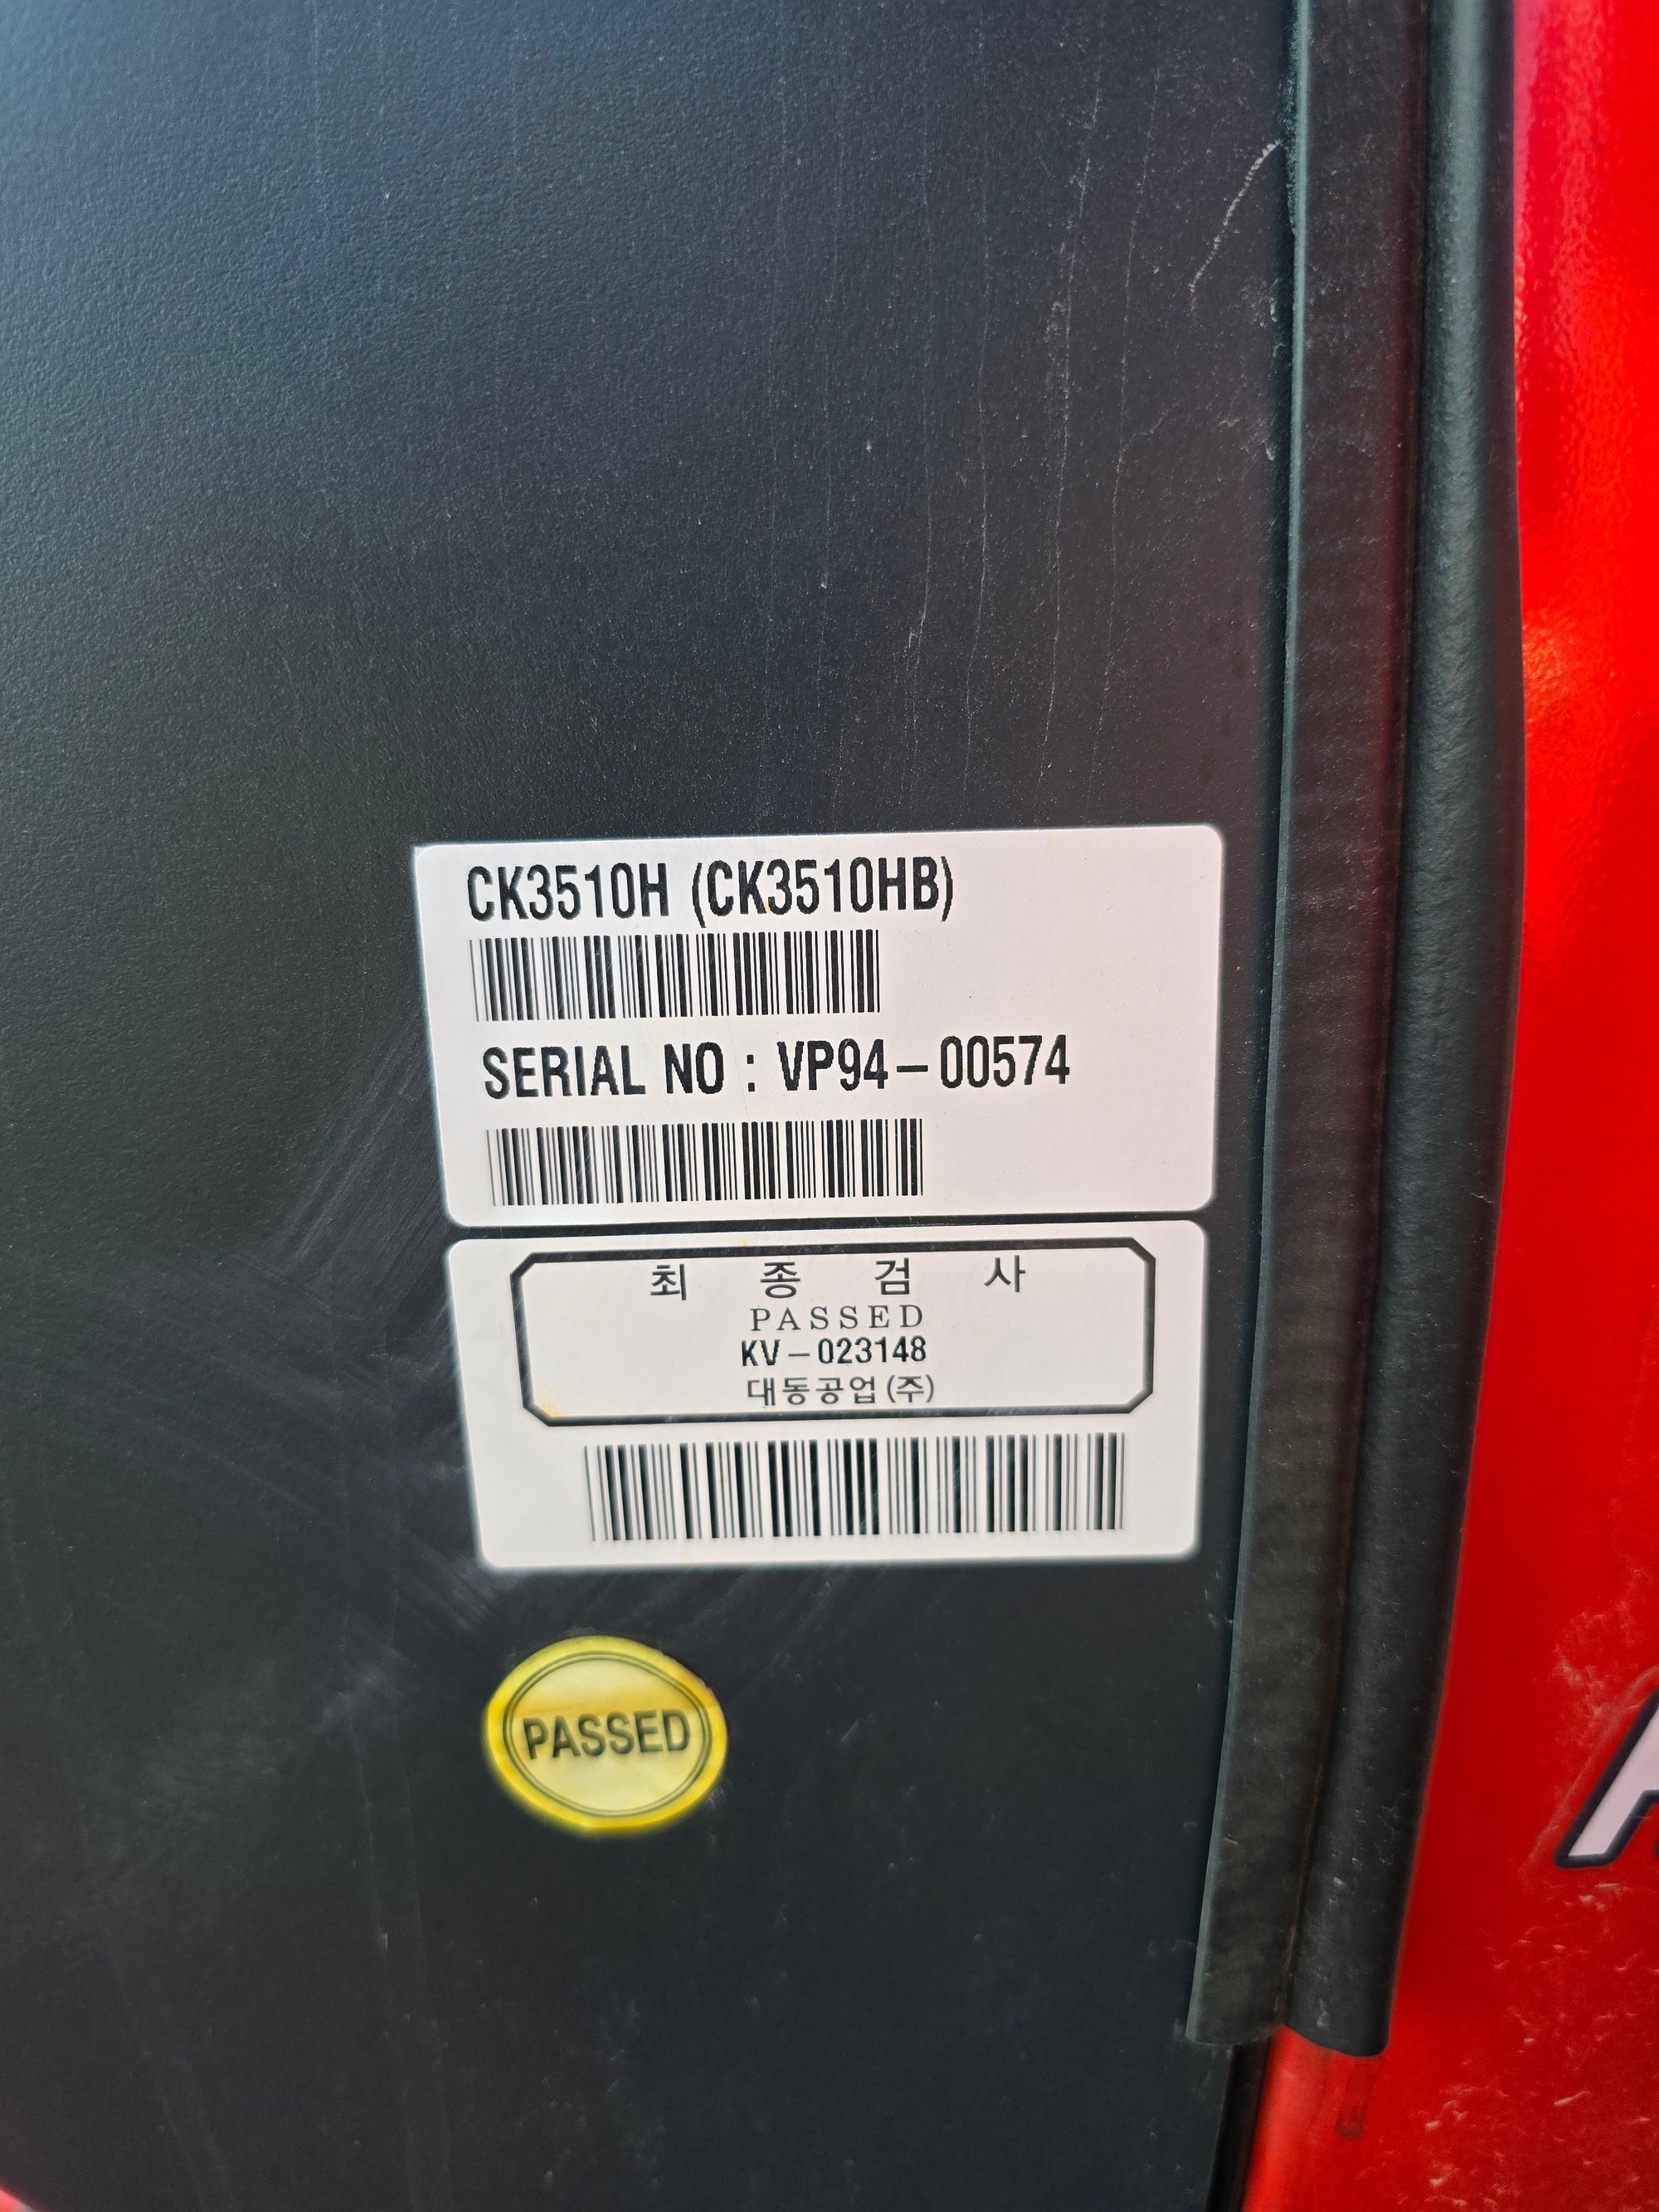 CK3510H (CK3510HB)
SERIAL NO : VP94-00574
최 종 검 사
PASSED
KV-023148
대동공업(주)
PASSED